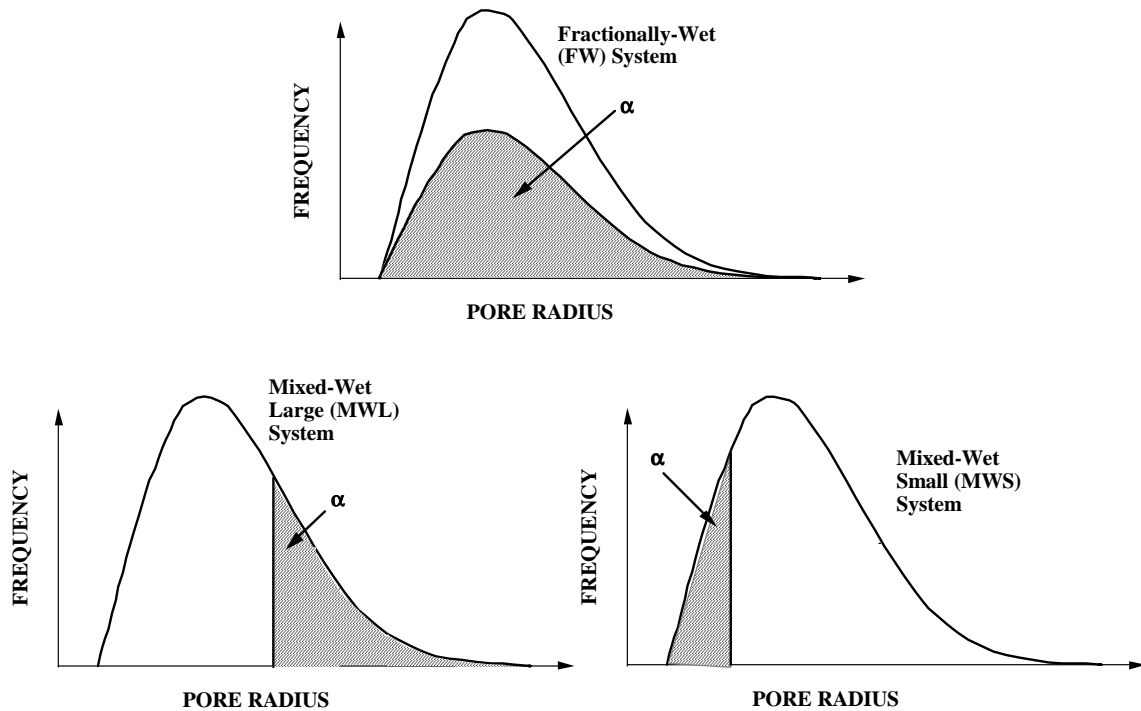 Fractionally-Wet
(FW) System
α
FREQUENCY
PORE RADIUS
Mixed-Wet
Large (MWL)
System
α
FREQUENCY
PORE RADIUS
Mixed-Wet
Small (MWS)
System
α
FREQUENCY
PORE RADIUS